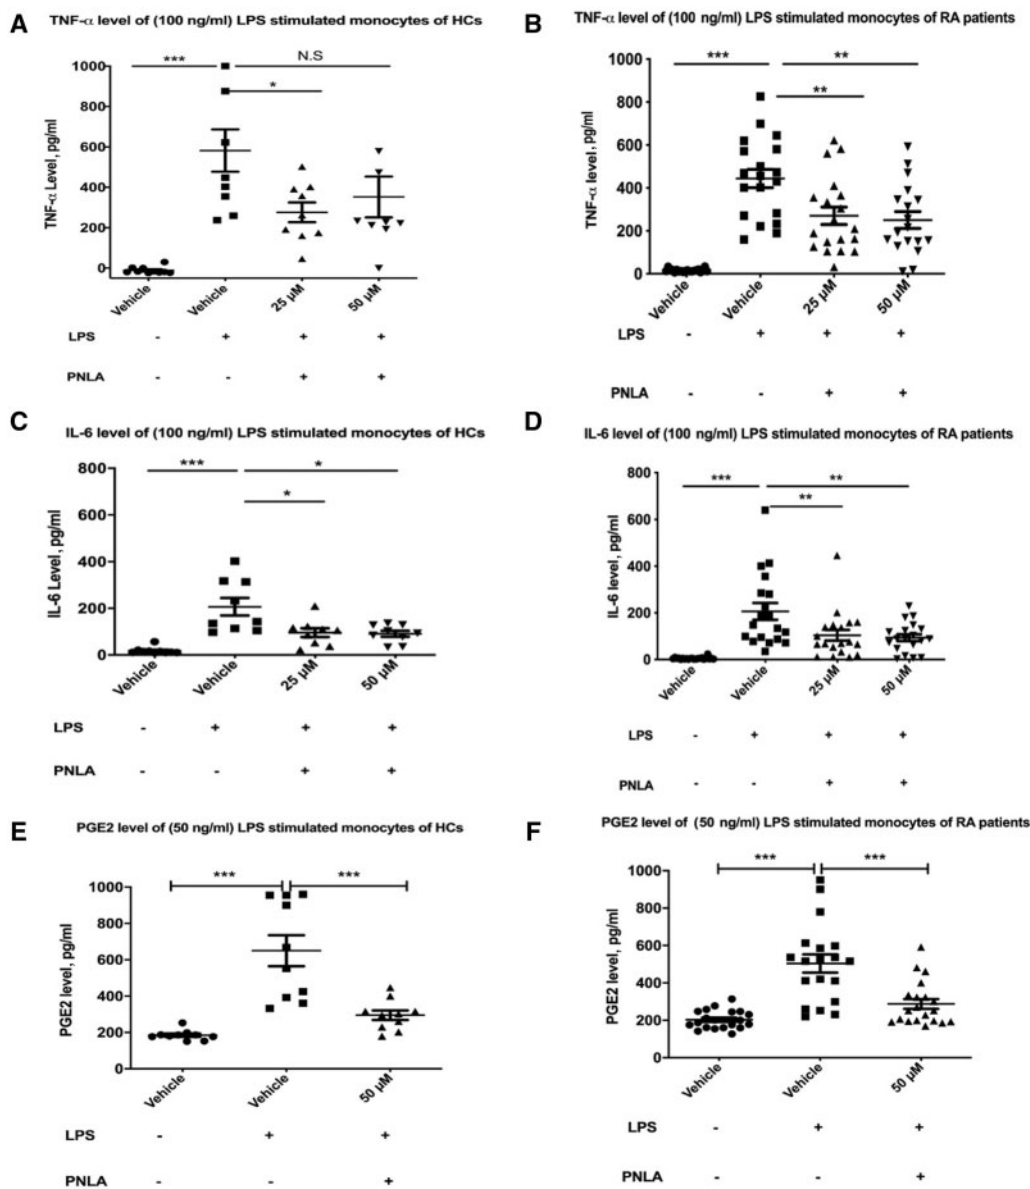 A TNF-α level of (100 ng/ml) LPS stimulated monocytes of HCs
*** N.S
*
TNF-α Level, pg/ml
1000
800
600
400
200
0
Vehicle Vehicle 25 μM 50 μM
LPS - + + +
PNLA - - + +
B TNF-α level of (100 ng/ml) LPS stimulated monocytes of RA patients
*** **
**
TNF-α level, pg/ml
1000
800
600
400
200
0
Vehicle Vehicle 25 μM 50 μM
LPS - + + +
PNLA - - + +
C IL-6 level of (100 ng/ml) LPS stimulated monocytes of HCs
*** *
*
IL-6 Level, pg/ml
800
600
400
200
0
Vehicle Vehicle 25 μM 50 μM
LPS - + + +
PNLA - - + +
D IL-6 level of (100 ng/ml) LPS stimulated monocytes of RA patients
*** **
**
IL-6 level, pg/ml
800
600
400
200
0
Vehicle Vehicle 25 μM 50 μM
LPS - + + +
PNLA - - + +
E PGE2 level of (50 ng/ml) LPS stimulated monocytes of HCs
*** ***
PGE2 level, pg/ml
1000
800
600
400
200
0
Vehicle Vehicle 50 μM
LPS - + +
PNLA - - +
F PGE2 level of (50 ng/ml) LPS stimulated monocytes of RA patients
*** ***
PGE2 level, pg/ml
1000
800
600
400
200
0
Vehicle Vehicle 50 μM
LPS - + +
PNLA - - +